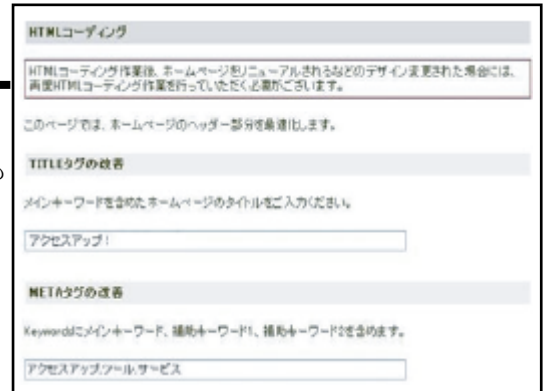 HTMLコーディング
HTMLコーディング作業後、ホームページをリニューアルされるなどのデザイン変更された場合には、
再度HTMLコーディング作業を行っていただく必要がございます。
このページでは、ホームページのヘッダー部分を最適化します。
の
TITLEタグの改善
メインキーワードを含めたホームページのタイトルをご入力ください。
アクセスアップ!
METAタグの改善
Keywordsにメインキーワード、補助キーワード1、補助キーワード2を含めます。
アクセスアップ,ツール,サービス